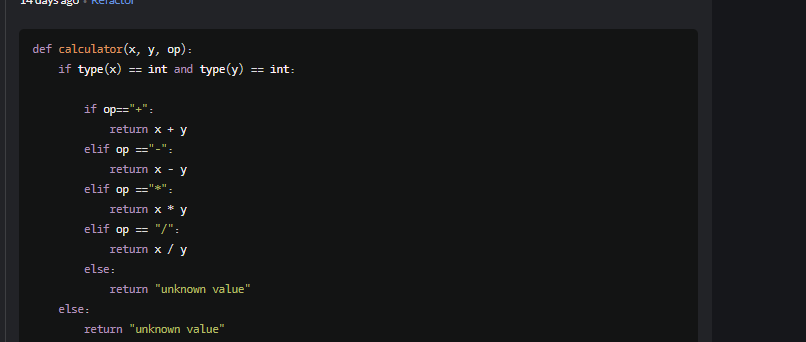 14 days ago • Refactor
def calculator(x, y, op):
    if type(x) == int and type(y) == int:
        if op=="+":
            return x + y
        elif op =="-":
            return x - y
        elif op =="*":
            return x * y
        elif op == "/":
            return x / y
        else:
            return "unknown value"
    else:
        return "unknown value"